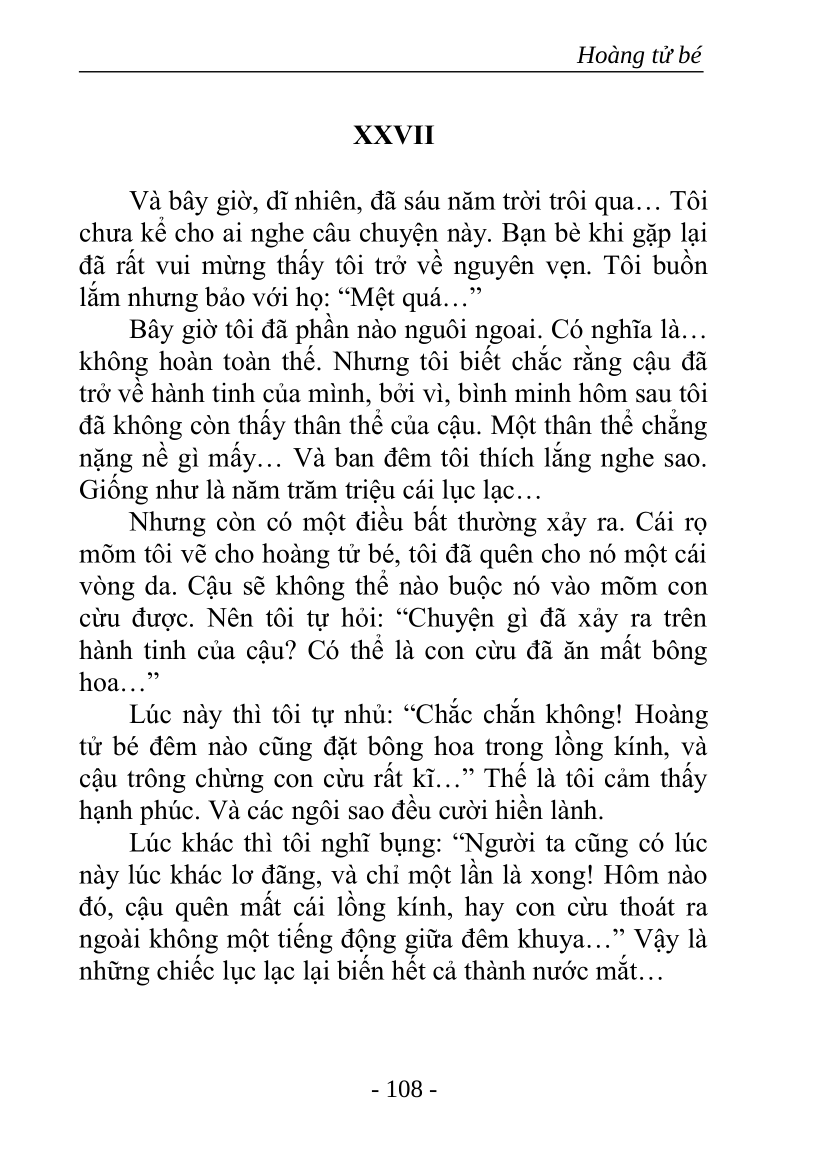 Hoàng tử bé
XXVII
Và bây giờ, dĩ nhiên, đã sáu năm trời trôi qua… Tôi
chưa kể cho ai nghe câu chuyện này. Bạn bè khi gặp lại
đã rất vui mừng thấy tôi trở về nguyên vẹn. Tôi buồn
lắm nhưng bảo với họ: “Mệt quá…”
Bây giờ tôi đã phần nào nguôi ngoai. Có nghĩa là…
không hoàn toàn thế. Nhưng tôi biết chắc rằng cậu đã
trở về hành tinh của mình, bởi vì, bình minh hôm sau tôi
đã không còn thấy thân thể của cậu. Một thân thể chẳng
nặng nề gì mấy… Và ban đêm tôi thích lắng nghe sao.
Giống như là năm trăm triệu cái lục lạc…
Nhưng còn có một điều bất thường xảy ra. Cái rọ
mõm tôi vẽ cho hoàng tử bé, tôi đã quên cho nó một cái
vòng da. Cậu sẽ không thể nào buộc nó vào mõm con
cừu được. Nên tôi tự hỏi: “Chuyện gì đã xảy ra trên
hành tinh của cậu? Có thể là con cừu đã ăn mất bông
hoa…”
Lúc này thì tôi tự nhủ: “Chắc chắn không! Hoàng
tử bé đêm nào cũng đặt bông hoa trong lồng kính, và
cậu trông chừng con cừu rất kĩ…” Thế là tôi cảm thấy
hạnh phúc. Và các ngôi sao đều cười hiền lành.
Lúc khác thì tôi nghĩ bụng: “Người ta cũng có lúc
này lúc khác lơ đãng, và chỉ một lần là xong! Hôm nào
đó, cậu quên mất cái lồng kính, hay con cừu thoát ra
ngoài không một tiếng động giữa đêm khuya…” Vậy là
những chiếc lục lạc lại biến hết cả thành nước mắt…
- 108 -